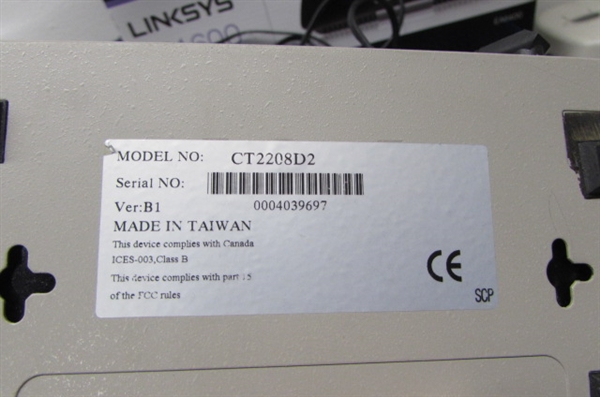 LINKSYS
MODEL NO: CT2208D2
Serial NO:
Ver:B1 0004039697
MADE IN TAIWAN
This device complies with Canada
ICES-003,Class B
This device complies with part 15
of the FCC rules
CE
SCP